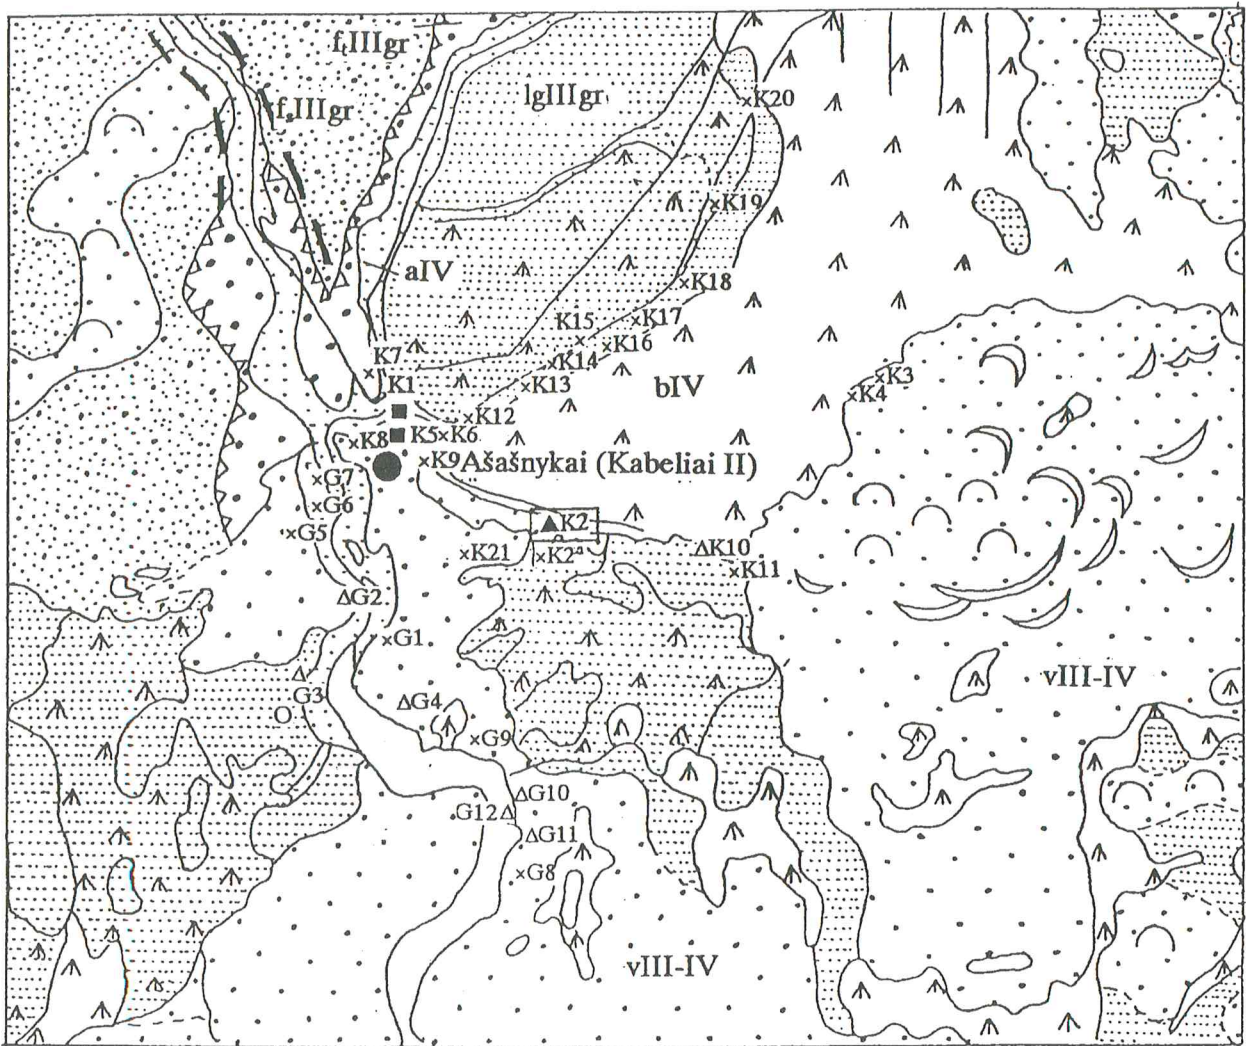 fₜIIIgr
lgIIIgr
fₛIIIgr
K20
K19
aIV
K18
K15
K17
K16
K7
K14
K3
K1
K13
bIV
K4
K12
K8
K5
K6
K9
Ašašnykai (Kabeliai II)
G7
G6
K2
G5
K21
K2ᵃ
K10
K11
G2
G1
G3
vIII-IV
G4
G9
G10
G12
G11
G8
vIII-IV